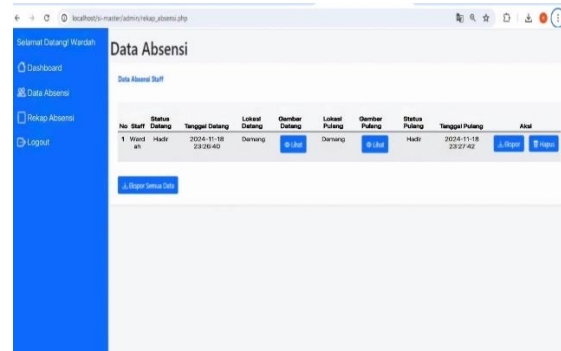 localhost/si-master/admin/rekap_absensi.php
Selamat Datang! Wardah
Dashboard
Data Absensi
Rekap Absensi
Logout
Data Absensi
Data Absensi Staff
No Staff Status Datang Tanggal Datang Lokasi Datang Gambar Datang Lokasi Pulang Gambar Pulang Status Pulang Tanggal Pulang Aksi
1 Wardah Hadir 2024-11-18 23:26:40 Demang Lihat Demang Lihat Hadir 2024-11-18 23:27:42 Ekspor Hapus
Ekspor Semua Data